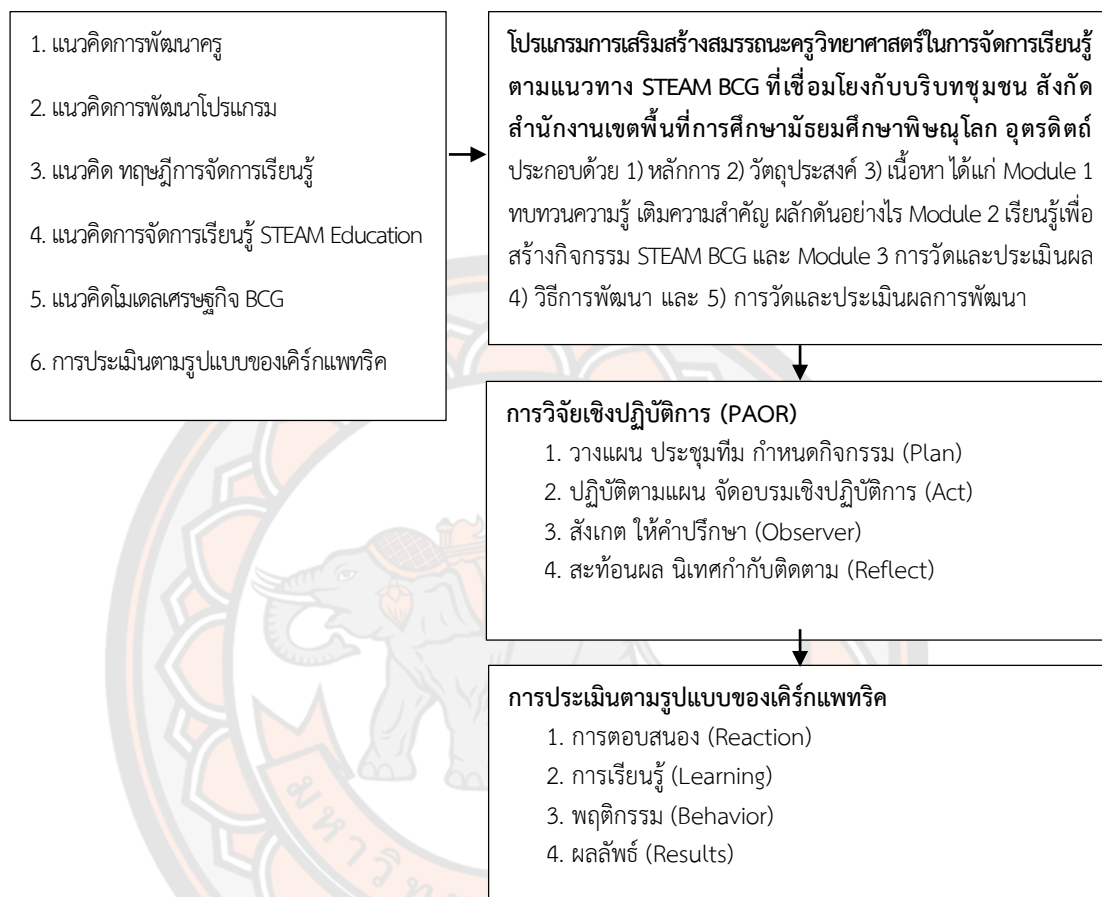 1. แนวคิดการพัฒนาครู
2. แนวคิดการพัฒนาโปรแกรม
3. แนวคิด ทฤษฎีการจัดการเรียนรู้
4. แนวคิดการจัดการเรียนรู้ STEAM Education
5. แนวคิดโมเดลเศรษฐกิจ BCG
6. การประเมินตามรูปแบบของเคิร์กแพทริค
โปรแกรมการเสริมสร้างสมรรถนะครูวิทยาศาสตร์ในการจัดการเรียนรู้
ตามแนวทาง STEAM BCG ที่เชื่อมโยงกับบริบทชุมชน สังกัด
สำนักงานเขตพื้นที่การศึกษามัธยมศึกษาพิษณุโลก อุตรดิตถ์
ประกอบด้วย 1) หลักการ 2) วัตถุประสงค์ 3) เนื้อหา ได้แก่ Module 1
ทบทวนความรู้ เติมความสำคัญ ผลักดันอย่างไร Module 2 เรียนรู้เพื่อ
สร้างกิจกรรม STEAM BCG และ Module 3 การวัดและประเมินผล
4) วิธีการพัฒนา และ 5) การวัดและประเมินผลการพัฒนา
การวิจัยเชิงปฏิบัติการ (PAOR)
1. วางแผน ประชุมทีม กำหนดกิจกรรม (Plan)
2. ปฏิบัติตามแผน จัดอบรมเชิงปฏิบัติการ (Act)
3. สังเกต ให้คำปรึกษา (Observer)
4. สะท้อนผล นิเทศกำกับติดตาม (Reflect)
การประเมินตามรูปแบบของเคิร์กแพทริค
1. การตอบสนอง (Reaction)
2. การเรียนรู้ (Learning)
3. พฤติกรรม (Behavior)
4. ผลลัพธ์ (Results)